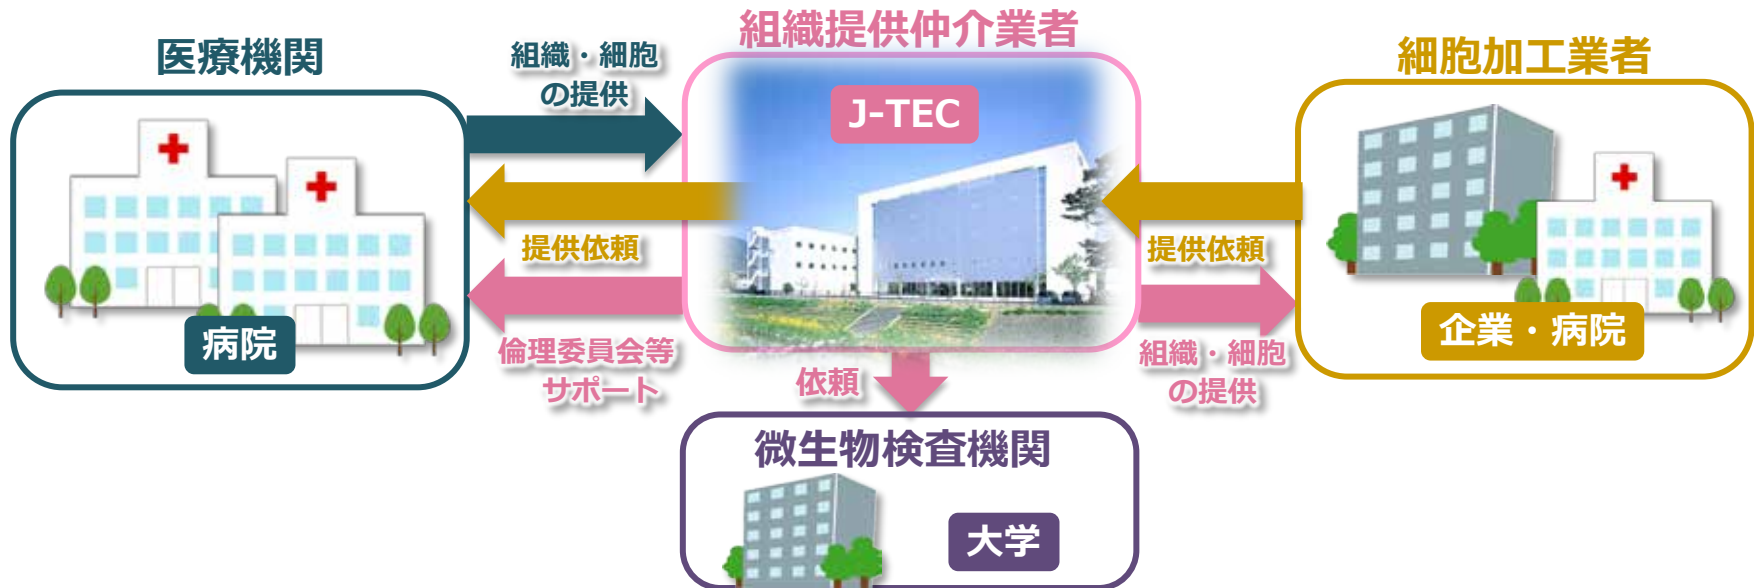 医療機関
組織・細胞
の提供
組織提供仲介業者
細胞加工業者
J-TEC
提供依頼
提供依頼
病院
倫理委員会等
サポート
依頼
組織・細胞
の提供
企業・病院
微生物検査機関
大学